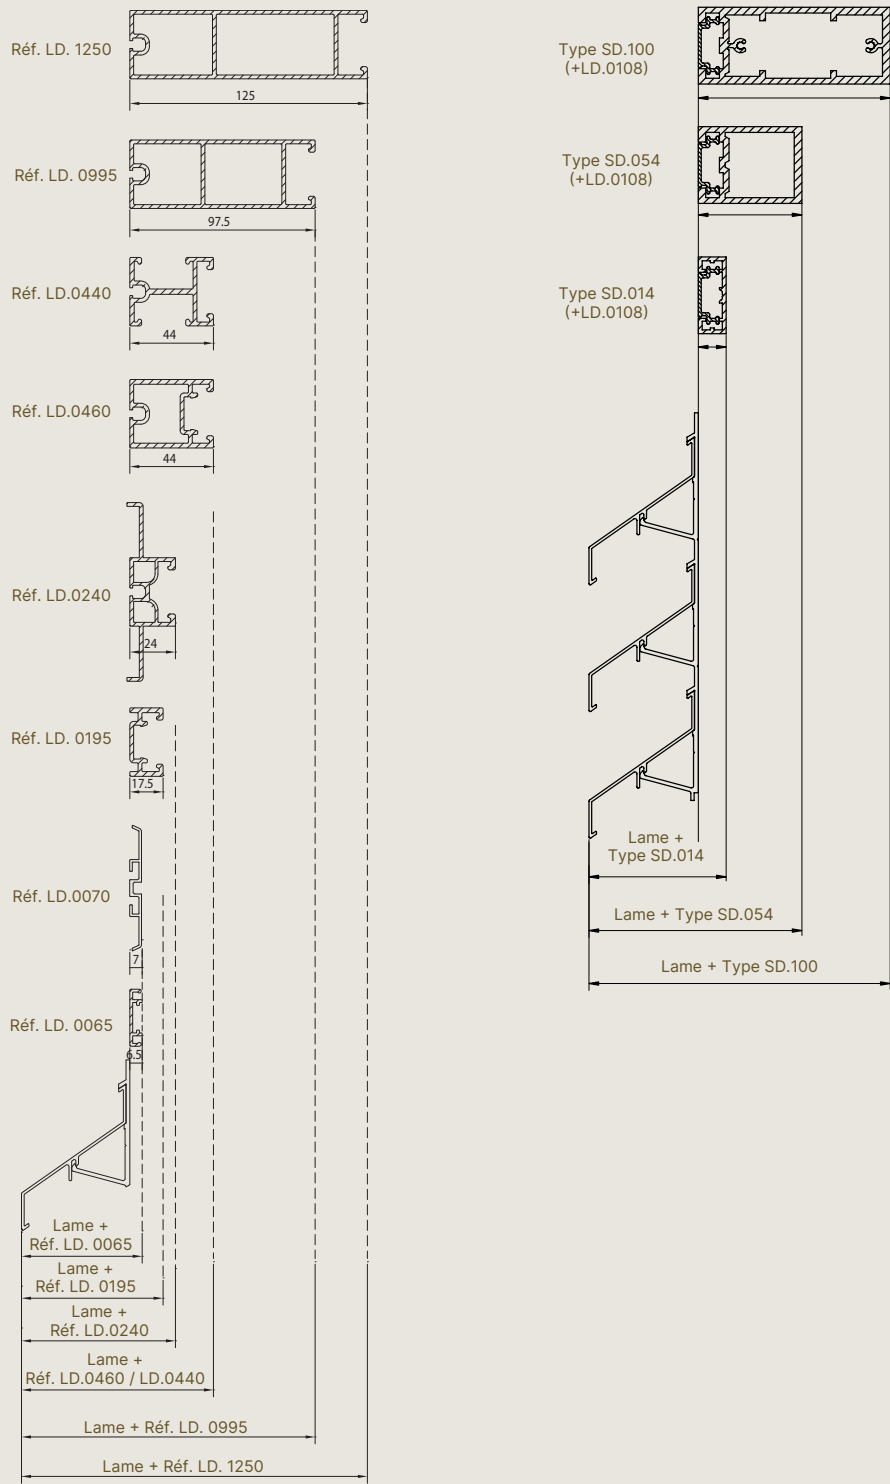 Réf. LD. 1250
125
Réf. LD. 0995
97.5
Réf. LD.0440
44
Réf. LD.0460
44
Réf. LD.0240
24
Réf. LD. 0195
17.5
Réf. LD.0070
7
Réf. LD. 0065
6.5
Lame +
Réf. LD. 0065
Lame +
Réf. LD. 0195
Lame +
Réf. LD.0240
Lame +
Réf. LD.0460 / LD.0440
Lame + Réf. LD. 0995
Lame + Réf. LD. 1250
Type SD.100
(+LD.0108)
Type SD.054
(+LD.0108)
Type SD.014
(+LD.0108)
Lame +
Type SD.014
Lame + Type SD.054
Lame + Type SD.100